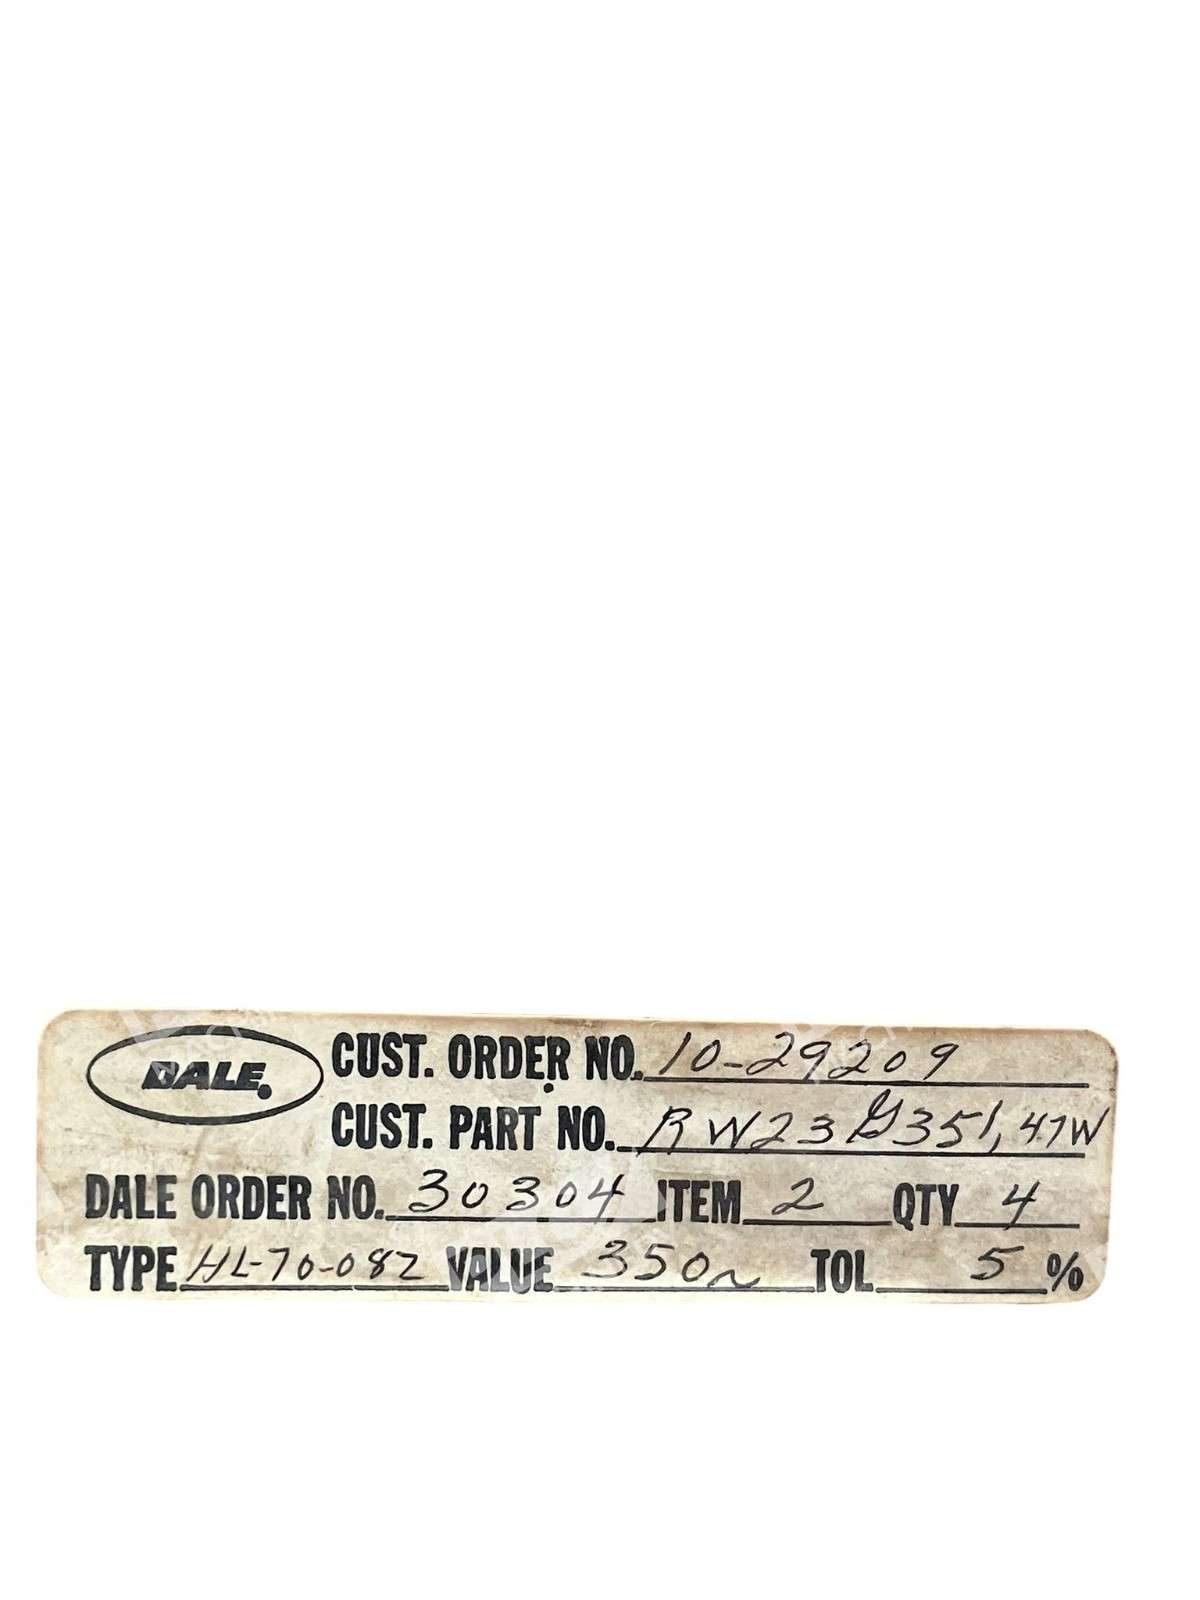 DALE. CUST. ORDER NO. 10-29209
CUST. PART NO. RW23G351, 47W
DALE ORDER NO. 30304 ITEM 2 QTY 4
TYPE HL-70-082 VALUE 350Ω TOL 5 %